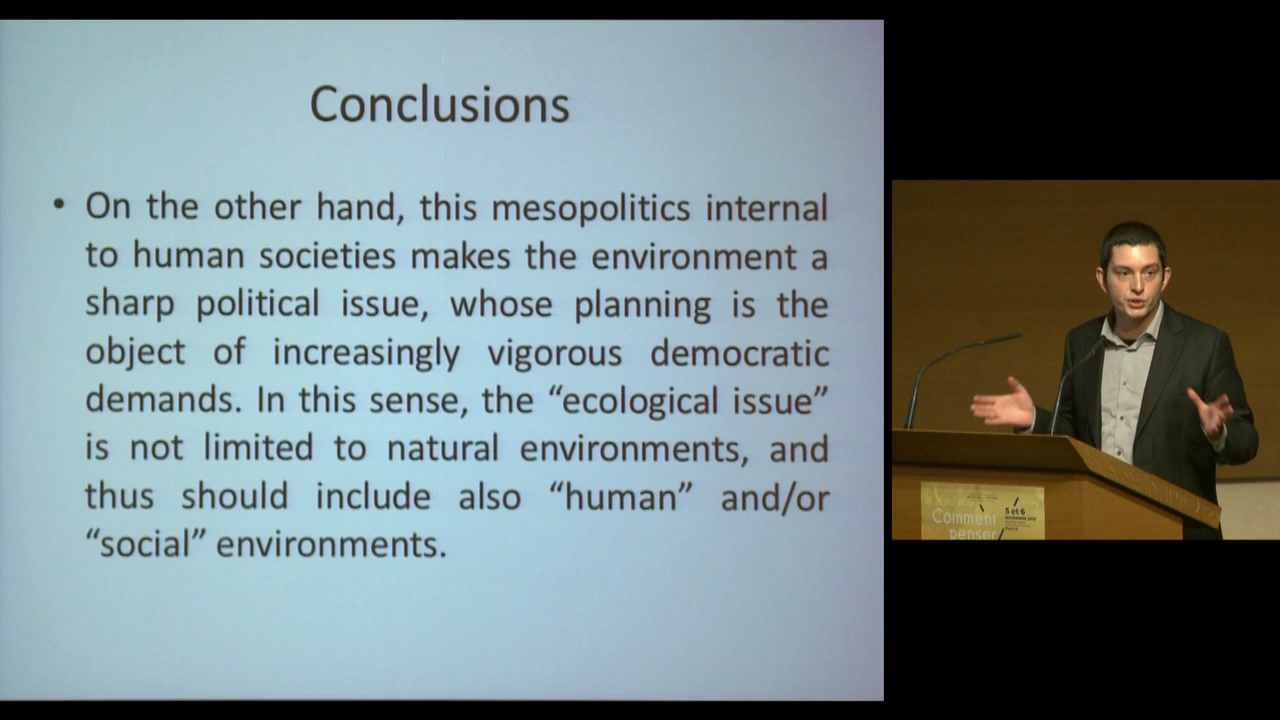 Conclusions
• On the other hand, this mesopolitics internal
to human societies makes the environment a
sharp political issue, whose planning is the
object of increasingly vigorous democratic
demands. In this sense, the “ecological issue”
is not limited to natural environments, and
thus should include also “human” and/or
“social” environments.
5 et 6
Comment
penser